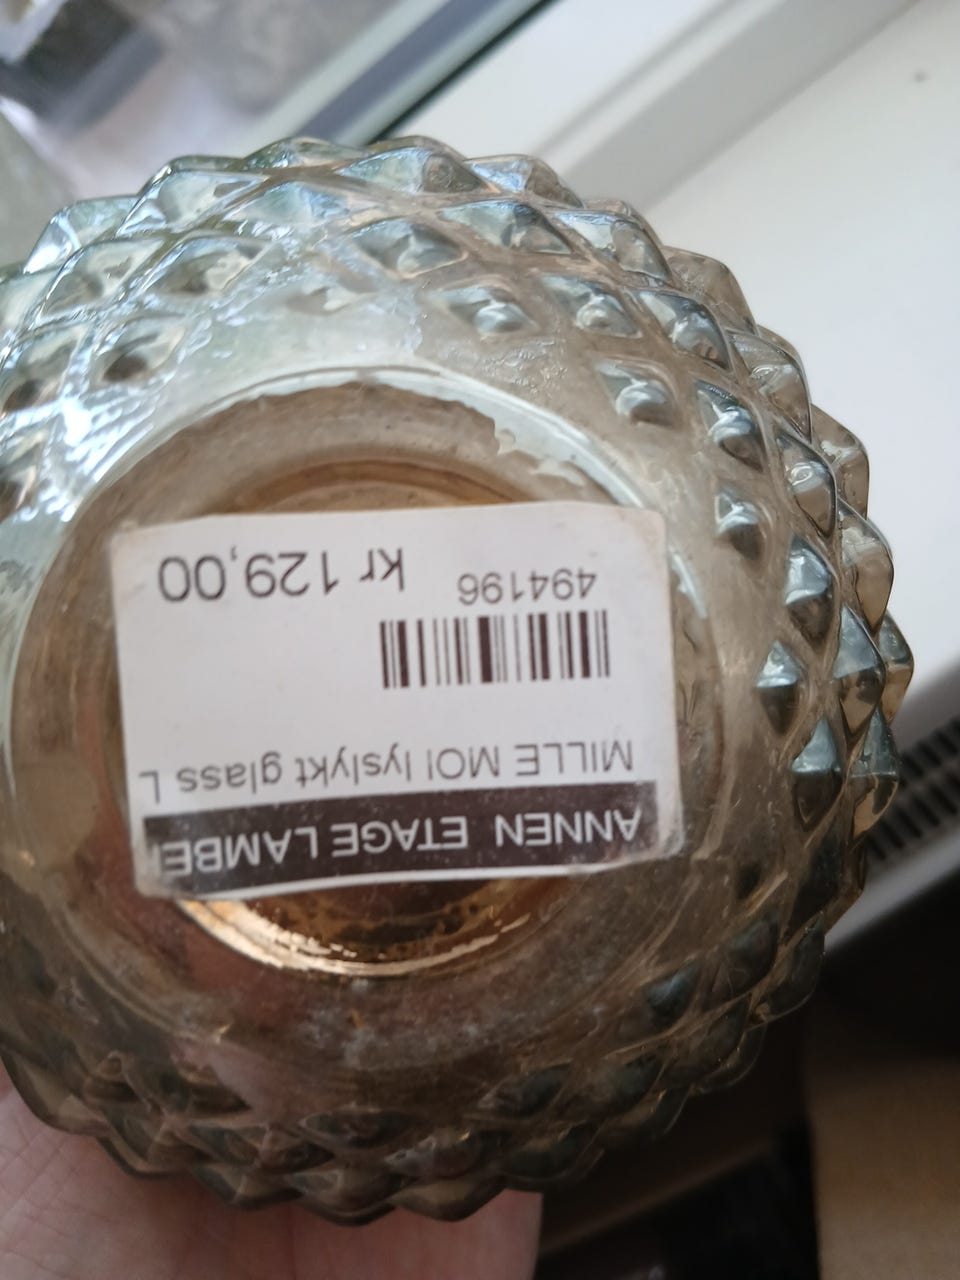 ANNEN ETAGE LAMBE
MILLE MOI lyslykt glass L
494196
kr 129,00